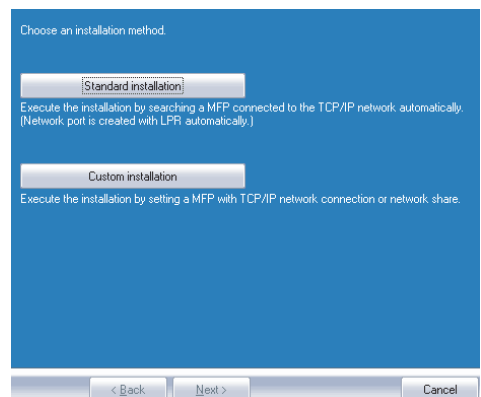 Choose an installation method.
Standard installation
Execute the installation by searching a MFP connected to the TCP/IP network automatically.
(Network port is created with LPR automatically.)
Custom installation
Execute the installation by setting a MFP with TCP/IP network connection or network share.
< Back Next > Cancel